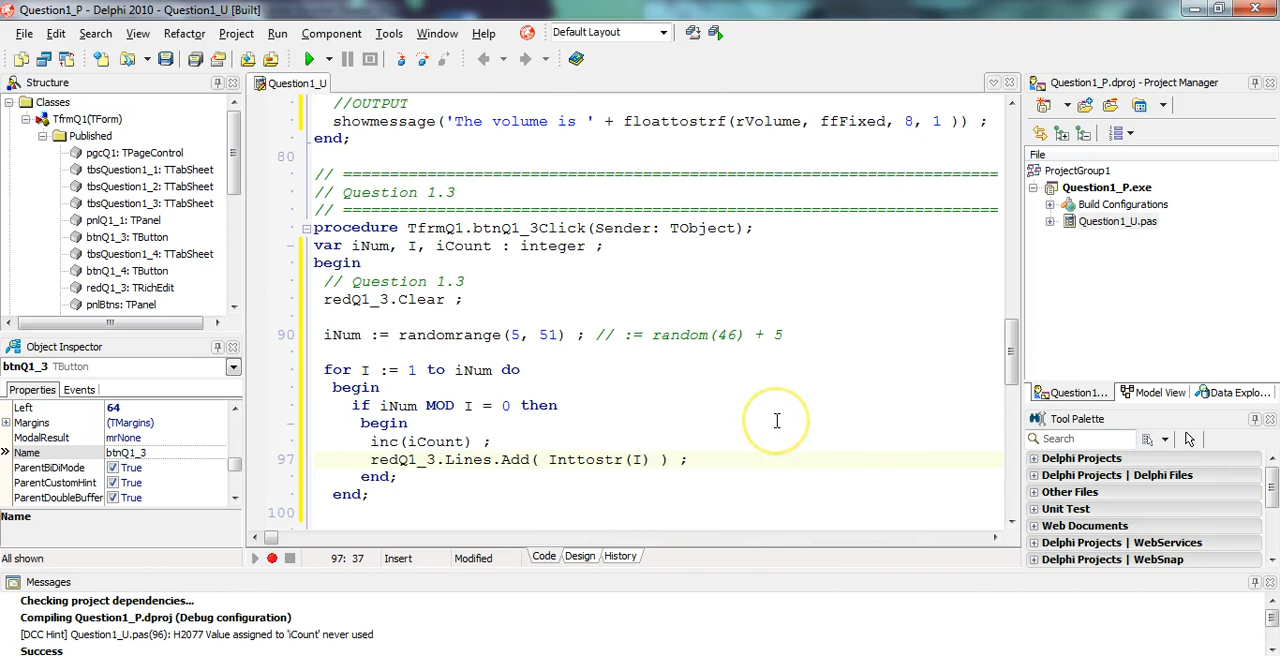 Question1_P - Delphi 2010 - Question1_U [Built]
File Edit Search View Refactor Project Run Component Tools Window Help Default Layout
Structure
Classes
TfrmQ1(TForm)
Published
pgcQ1: TPageControl
tbsQuestion1_1: TTabSheet
tbsQuestion1_2: TTabSheet
tbsQuestion1_3: TTabSheet
pnlQ1_1: TPanel
btnQ1_3: TButton
tbsQuestion1_4: TTabSheet
btnQ1_4: TButton
redQ1_3: TRichEdit
pnlBtns: TPanel
Object Inspector
btnQ1_3 TButton
Properties Events
Left 64
Margins (TMargins)
ModalResult mrNone
Name btnQ1_3
ParentBiDiMode True
ParentCustomHint True
ParentDoubleBuffer True
Name
All shown
Question1_U
//OUTPUT
showmessage('The volume is ' + floattostrf(rVolume, ffFixed, 8, 1 )) ;
end;
80
// ======================================================================
// Question 1.3
// ======================================================================
procedure TfrmQ1.btnQ1_3Click(Sender: TObject);
var iNum, I, iCount : integer ;
begin
// Question 1.3
redQ1_3.Clear ;
90 iNum := randomrange(5, 51) ; // := random(46) + 5
for I := 1 to iNum do
begin
if iNum MOD I = 0 then
begin
inc(iCount) ;
97 redQ1_3.Lines.Add( Inttostr(I) ) ;
end;
end;
100
97: 37 Insert Modified Code Design History
Question1_P.dproj - Project Manager
File
ProjectGroup1
Question1_P.exe
Build Configurations
Question1_U.pas
Question1... Model View Data Explo...
Tool Palette
Search
Delphi Projects
Delphi Projects | Delphi Files
Other Files
Unit Test
Web Documents
Delphi Projects | WebServices
Delphi Projects | WebSnap
Messages
Checking project dependencies...
Compiling Question1_P.dproj (Debug configuration)
[DCC Hint] Question1_U.pas(96): H2077 Value assigned to 'iCount' never used
Success